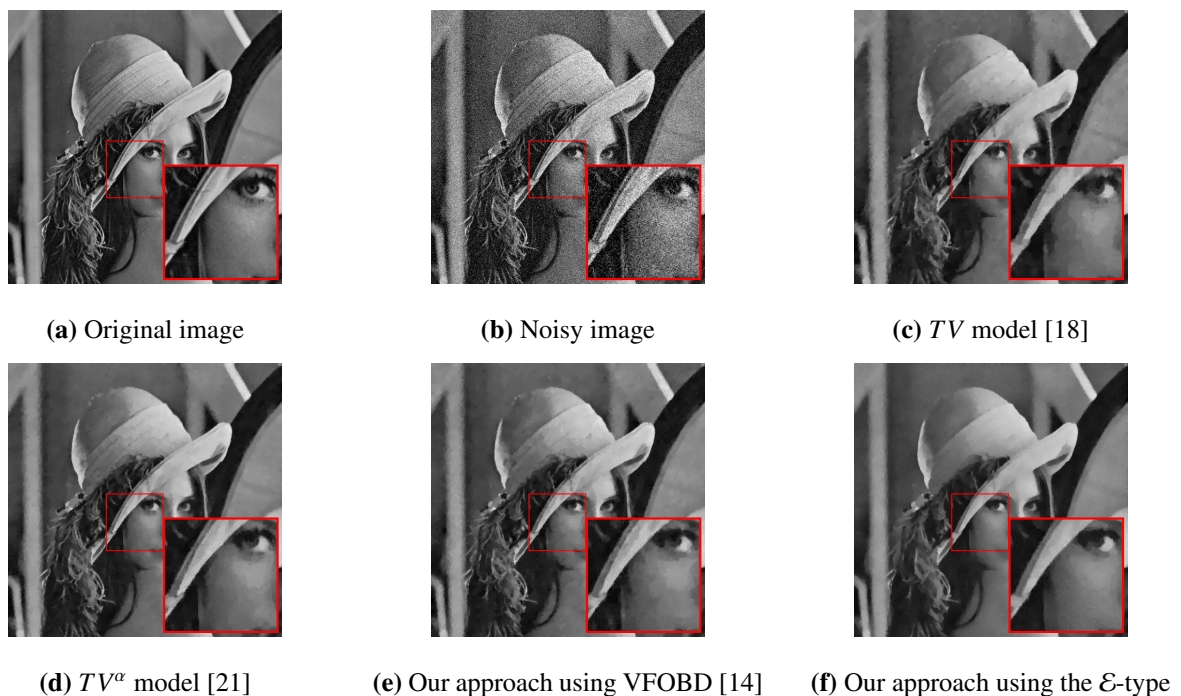 (a) Original image
(b) Noisy image
(c) TV model [18]
(d) TV^α model [21]
(e) Our approach using VFOBD [14]
(f) Our approach using the ℰ-type